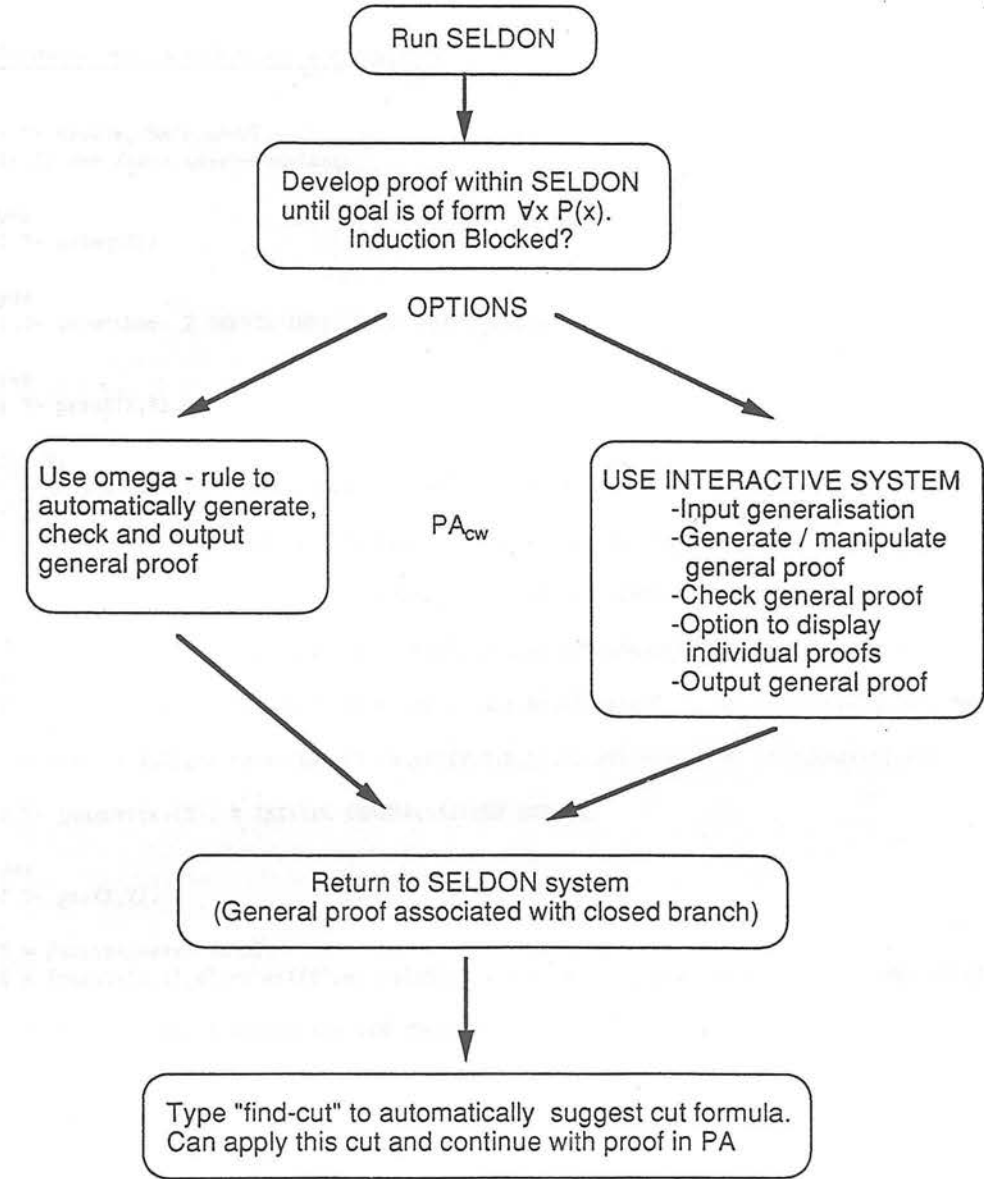 Run SELDON
Develop proof within SELDON
until goal is of form ∀x P(x).
Induction Blocked?
OPTIONS
Use omega - rule to
automatically generate,
check and output
general proof
PAcw
USE INTERACTIVE SYSTEM
-Input generalisation
-Generate / manipulate
general proof
-Check general proof
-Option to display
individual proofs
-Output general proof
Return to SELDON system
(General proof associated with closed branch)
Type "find-cut" to automatically suggest cut formula.
Can apply this cut and continue with proof in PA